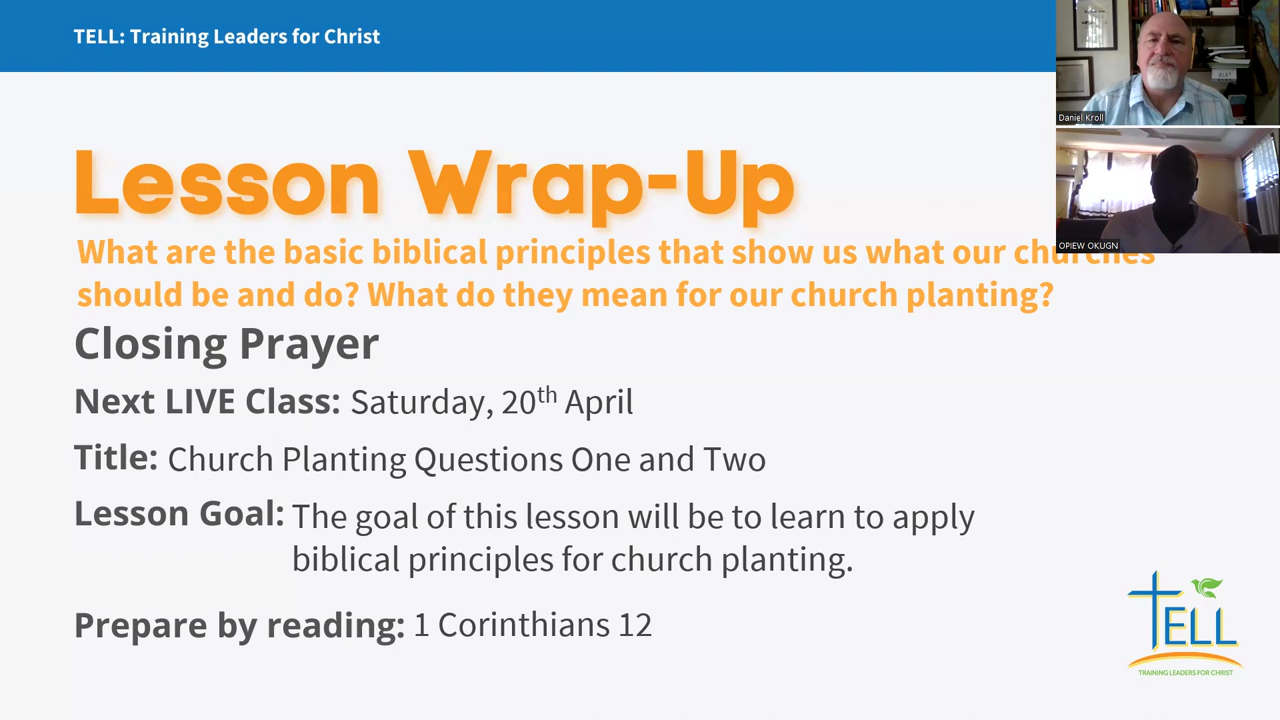 TELL: Training Leaders for Christ
Daniel Kroll
OPIEW OKUGN
Lesson Wrap-Up
What are the basic biblical principles that show us what our churches
should be and do? What do they mean for our church planting?
Closing Prayer
Next LIVE Class: Saturday, 20th April
Title: Church Planting Questions One and Two
Lesson Goal: The goal of this lesson will be to learn to apply
biblical principles for church planting.
Prepare by reading: 1 Corinthians 12
TELL
TRAINING LEADERS FOR CHRIST